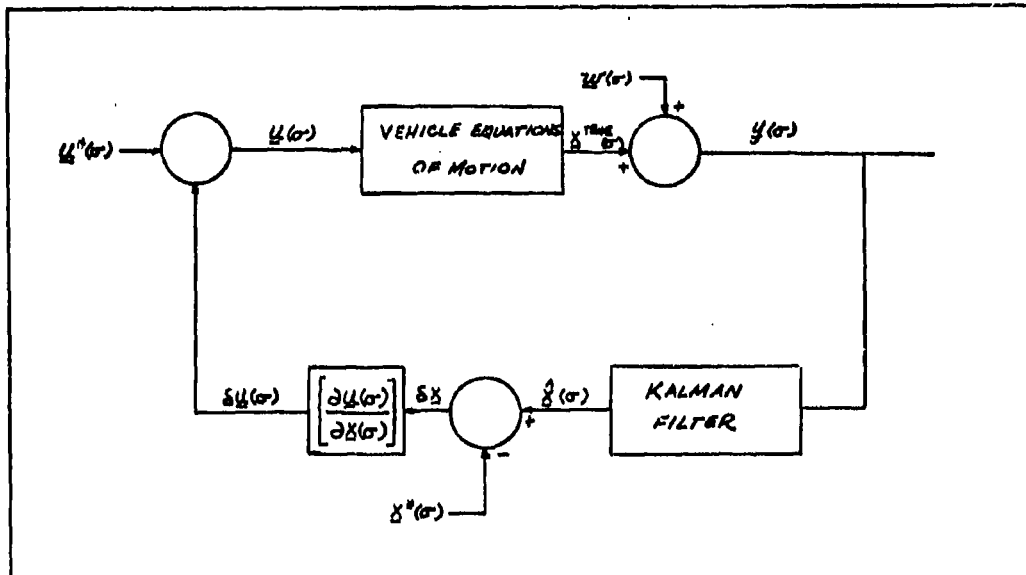 w(σ)
+
u*(σ)
u(σ)
VEHICLE EQUATIONS
OF MOTION
x^TRUE(σ)
+
y(σ)
δu(σ)
[∂u(σ)/∂x(σ)]
δx
+
x̂(σ)
KALMAN
FILTER
-
x*(σ)